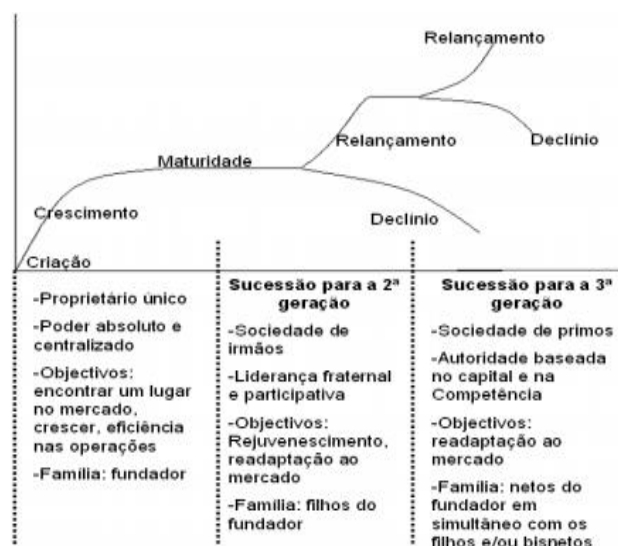 Relançamento
Relançamento
Declínio
Maturidade
Crescimento
Declínio
Criação
-Proprietário único
-Poder absoluto e
centralizado
-Objectivos:
encontrar um lugar
no mercado,
crescer, eficiência
nas operações
-Família: fundador
Sucessão para a 2ª
geração
-Sociedade de
irmãos
-Liderança fraternal
e participativa
-Objectivos:
Rejuvenescimento,
readaptação ao
mercado
-Família: filhos do
fundador
Sucessão para a 3ª
geração
-Sociedade de primos
-Autoridade baseada
no capital e na
Competência
-Objectivos:
readaptação ao
mercado
-Família: netos do
fundador em
simultâneo com os
filhos e/ou bisnetos